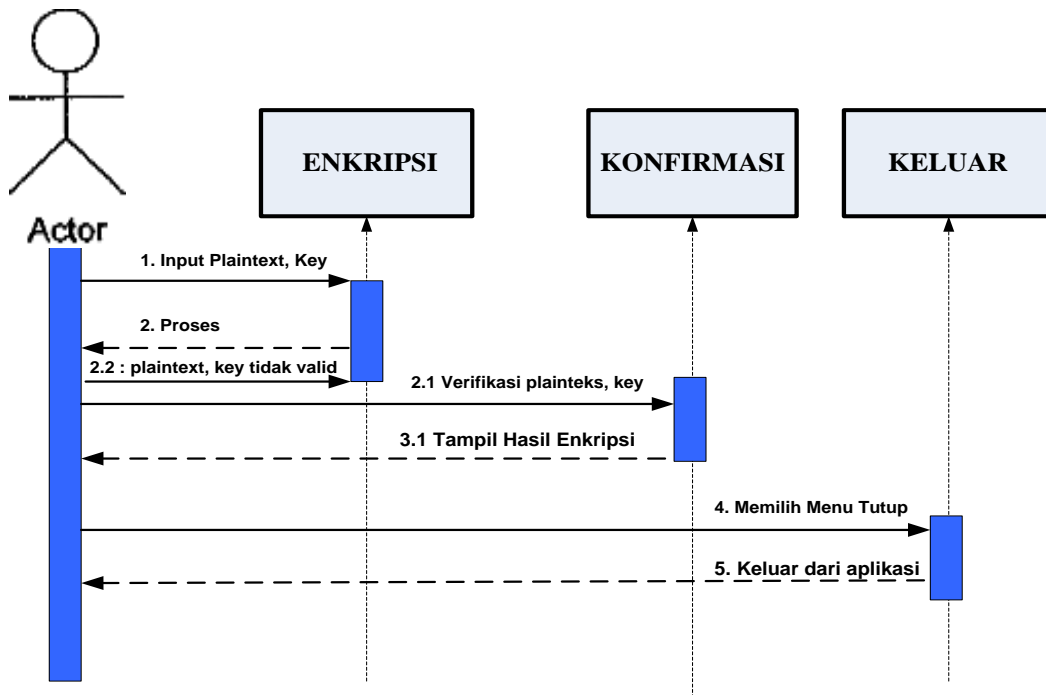 ENKRIPSI
KONFIRMASI
KELUAR
Actor
1. Input Plaintext, Key
2. Proses
2.2 : plaintext, key tidak valid
2.1 Verifikasi plainteks, key
3.1 Tampil Hasil Enkripsi
4. Memilih Menu Tutup
5. Keluar dari aplikasi